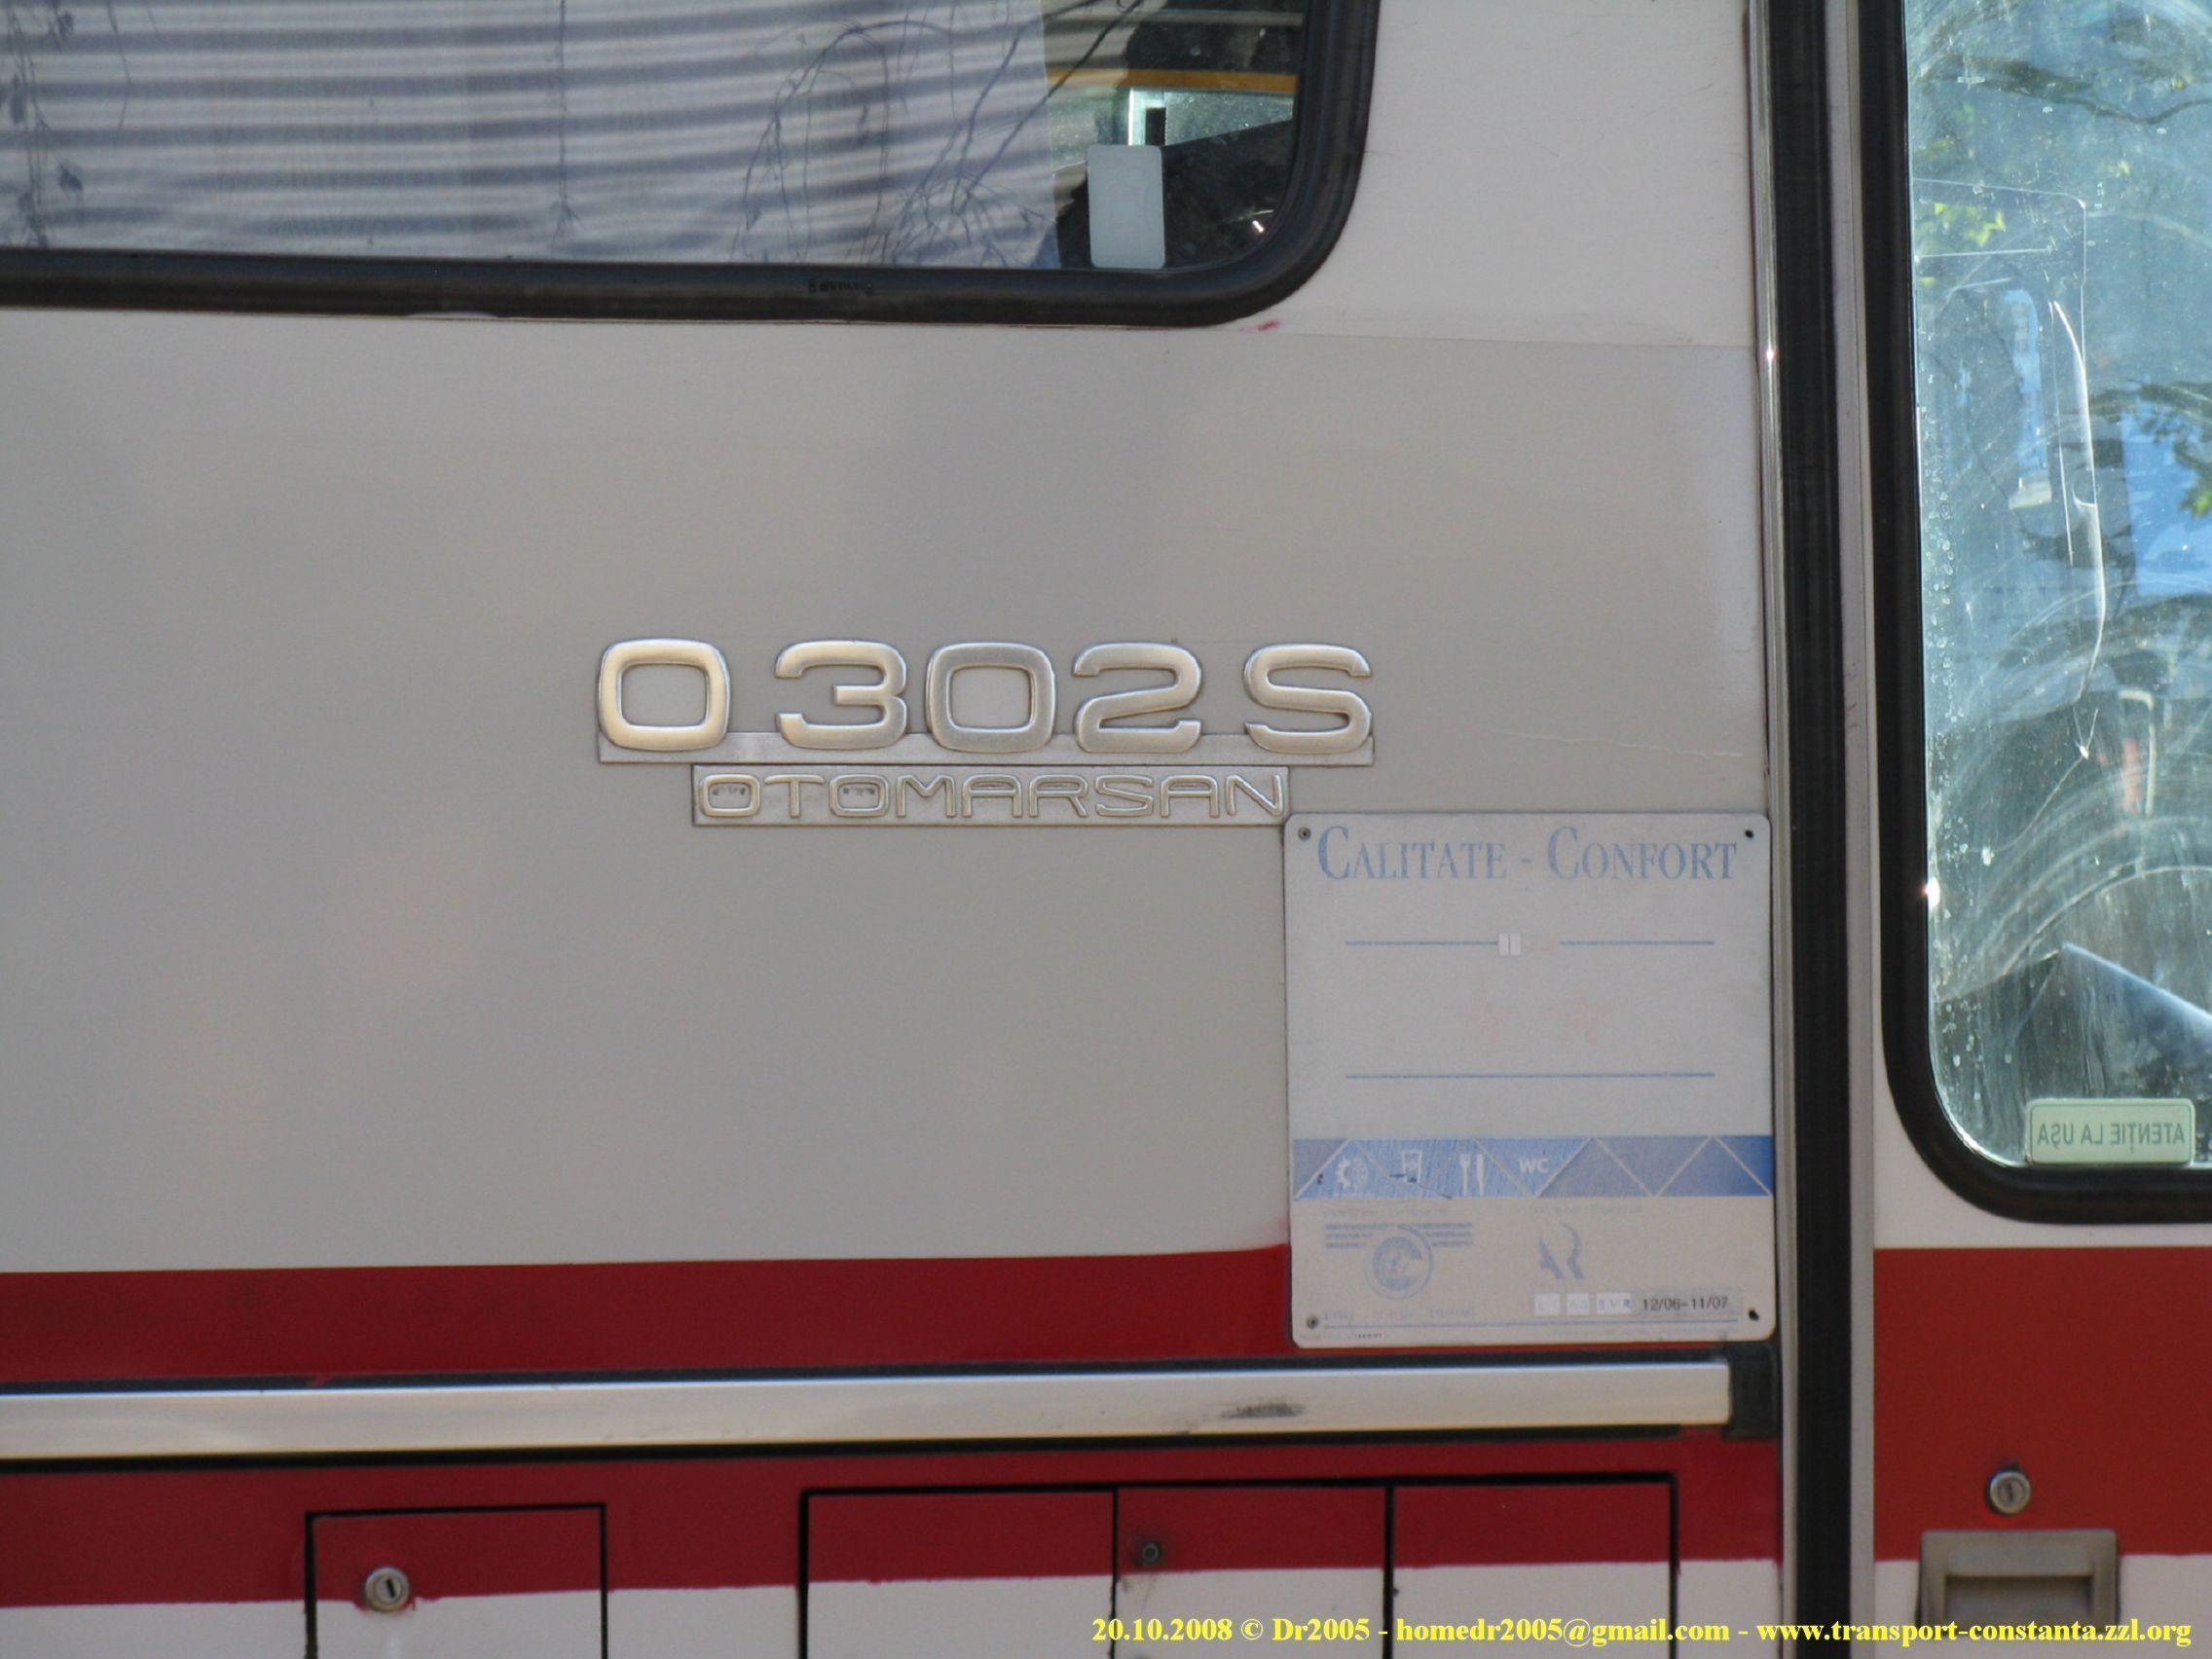 O 302 S
OTOMARSAN
CALITATE - CONFORT
WC
12/06-11/07
ATENȚIE LA UȘA
20.10.2008 © Dr2005 - homedr2005@gmail.com - www.transport-constanta.zzl.org